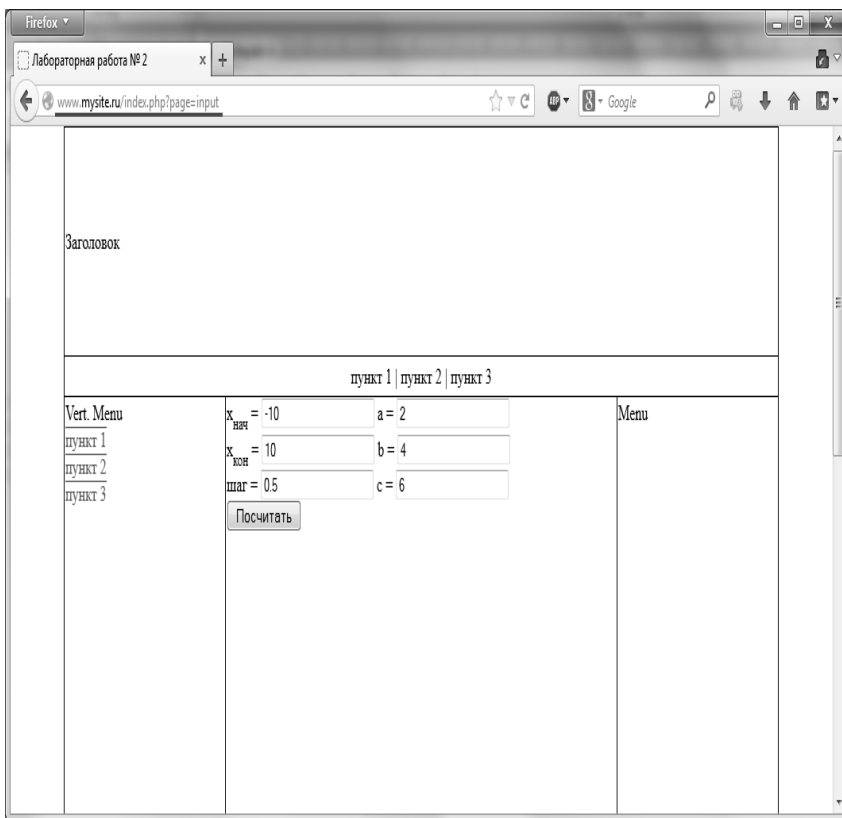 Firefox
Лабораторная работа № 2 x +
www.mysite.ru/index.php?page=input ABP 8 Google
Заголовок
пункт 1 | пункт 2 | пункт 3
Vert. Menu
пункт 1
пункт 2
пункт 3
xнач = -10 a = 2
xкон = 10 b = 4
шаг = 0.5 c = 6
Посчитать
Menu